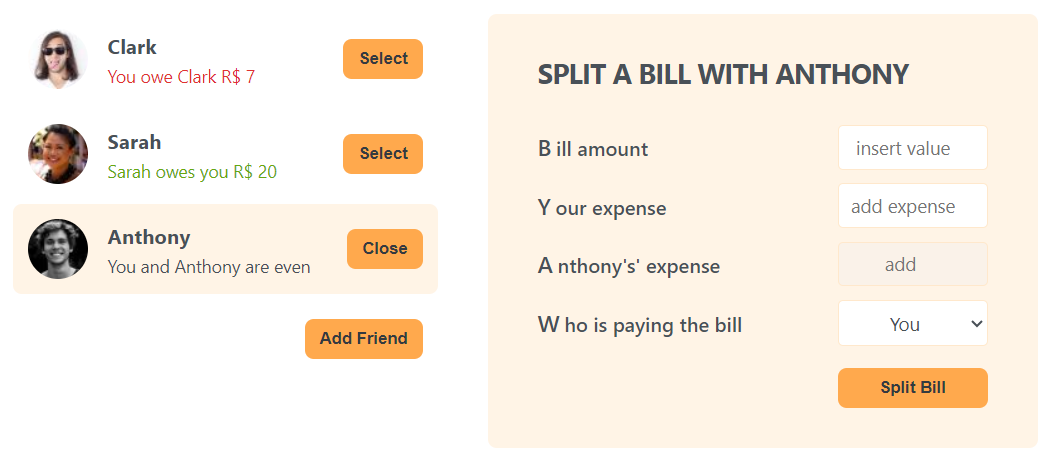 Clark
You owe Clark R$ 7
Select
Sarah
Sarah owes you R$ 20
Select
Anthony
You and Anthony are even
Close
Add Friend
SPLIT A BILL WITH ANTHONY
B ill amount
insert value
Y our expense
add expense
A nthony's' expense
add
W ho is paying the bill
You
Split Bill